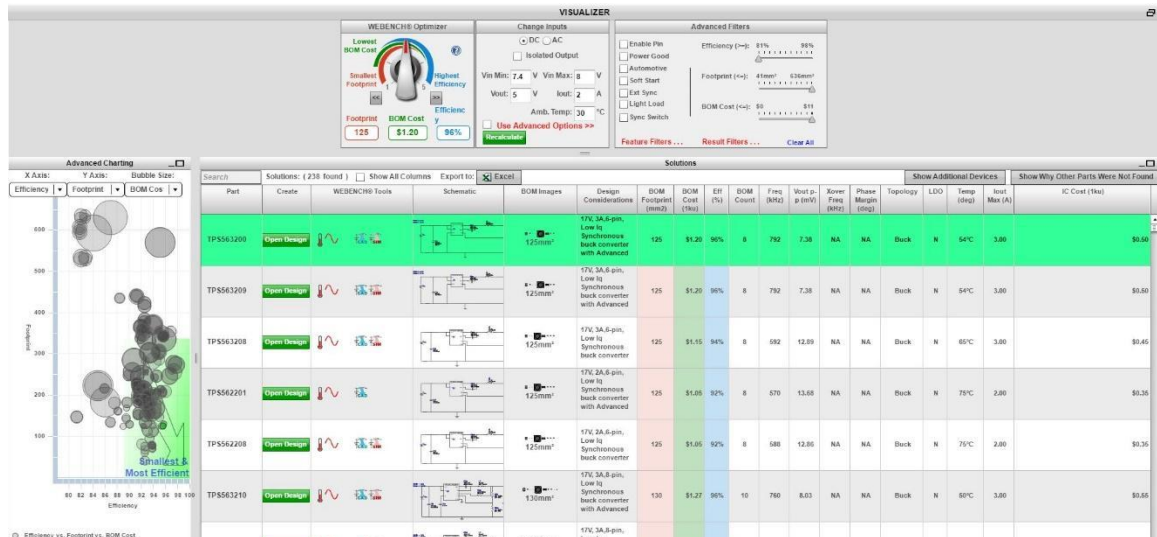 VISUALIZER
WEBENCH® Optimizer
Lowest
BOM Cost
Smallest
Footprint
1
5
Highest
Efficiency
<<
>>
Footprint BOM Cost Efficienc
y
125 $1.20 96%
Change Inputs
DC AC
Isolated Output
Vin Min: 7.4 V Vin Max: 8 V
Vout: 5 V Iout: 2 A
Amb. Temp: 30 °C
Use Advanced Options >>
Recalculate
Advanced Filters
Enable Pin
Power Good
Automotive
Soft Start
Ext Sync
Light Load
Sync Switch
Efficiency (>=): 81% 98%
Footprint (<=): 41mm² 636mm²
BOM Cost (<=): $0 $11
Feature Filters . . . Result Filters . . . Clear All
Advanced Charting
X Axis: Y Axis: Bubble Size:
Efficiency Footprint BOM Cos
600
500
400
300
200
100
Footprint
Smallest &
Most Efficient
80 82 84 86 88 90 92 94 96 98 100
Efficiency
Efficiency vs. Footprint vs. BOM Cost
Solutions
Search Solutions: ( 238 found ) Show All Columns Export to: Excel Show Additional Devices Show Why Other Parts Were Not Found
Part Create WEBENCH® Tools Schematic BOM Images Design Considerations BOM Footprint (mm2) BOM Cost (1ku) Eff (%) BOM Count Freq (kHz) Vout p-p (mV) Xover Freq (kHz) Phase Margin (deg) Topology LDO Temp (deg) Iout Max (A) IC Cost (1ku)
TPS563200 Open Design 125mm² 17V, 3A,6-pin, Low Iq Synchronous buck converter with Advanced 125 $1.20 96% 8 792 7.38 NA NA Buck N 54°C 3.00 $0.50
TPS563209 Open Design 125mm² 17V, 3A,6-pin, Low Iq Synchronous buck converter with Advanced 125 $1.20 96% 8 792 7.38 NA NA Buck N 54°C 3.00 $0.50
TPS563208 Open Design 125mm² 17V, 3A,6-pin, Low Iq Synchronous buck converter 125 $1.15 94% 8 592 12.89 NA NA Buck N 65°C 3.00 $0.45
TPS562201 Open Design 125mm² 17V, 2A,6-pin, Low Iq Synchronous buck converter with Advanced 125 $1.05 92% 8 570 13.68 NA NA Buck N 75°C 2.00 $0.35
TPS562208 Open Design 125mm² 17V, 2A,6-pin, Low Iq Synchronous buck converter 125 $1.05 92% 8 588 12.86 NA NA Buck N 75°C 2.00 $0.35
TPS563210 Open Design 130mm² 17V, 3A,8-pin, Low Iq Synchronous buck converter with Advanced 130 $1.27 96% 10 760 8.03 NA NA Buck N 50°C 3.00 $0.55
17V, 3A,8-pin,